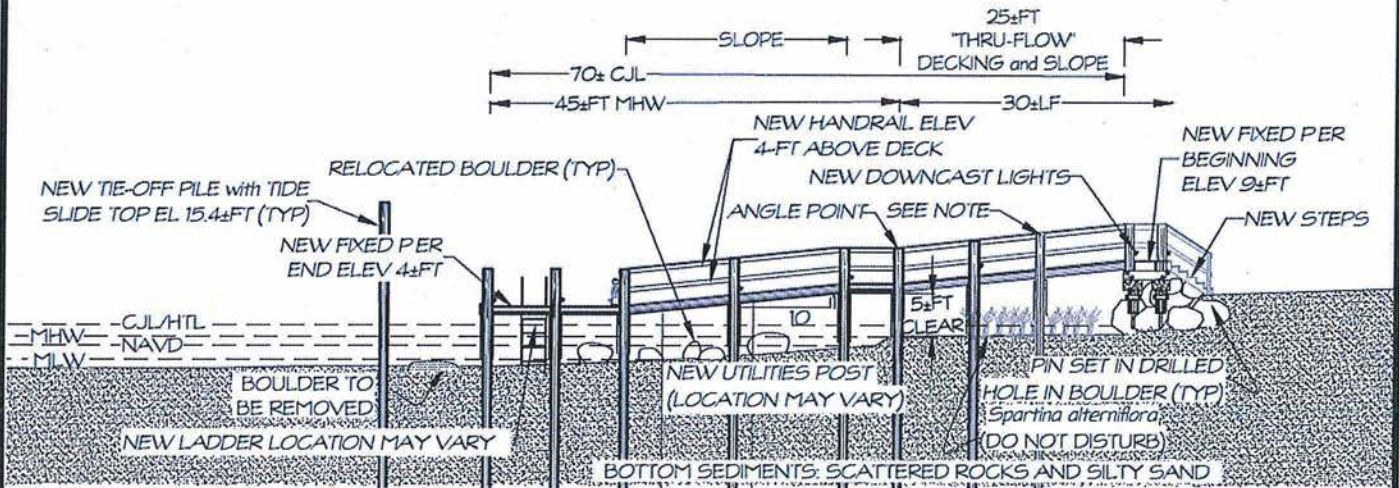 25±FT
"THRU-FLOW"
DECKING and SLOPE
SLOPE
70± CJL
45±FT MHW
30±LF
NEW HANDRAIL ELEV
4-FT ABOVE DECK
NEW FIXED PER
BEGINNING
ELEV 9±FT
RELOCATED BOULDER (TYP)
NEW DOWNCAST LIGHTS
NEW TIE-OFF PILE with TIDE
SLIDE TOP EL 15.4±FT (TYP)
ANGLE POINT
SEE NOTE
NEW STEPS
NEW FIXED PER
END ELEV 4±FT
5±FT
CLEAR
10
CJL/HTL
MHW
NAVD
MLW
BOULDER TO
BE REMOVED
NEW UTILITIES POST
(LOCATION MAY VARY)
PIN SET IN DRILLED
HOLE IN BOULDER (TYP)
Spartina alterniflora
(DO NOT DISTURB)
NEW LADDER LOCATION MAY VARY
BOTTOM SEDIMENTS: SCATTERED ROCKS AND SILTY SAND